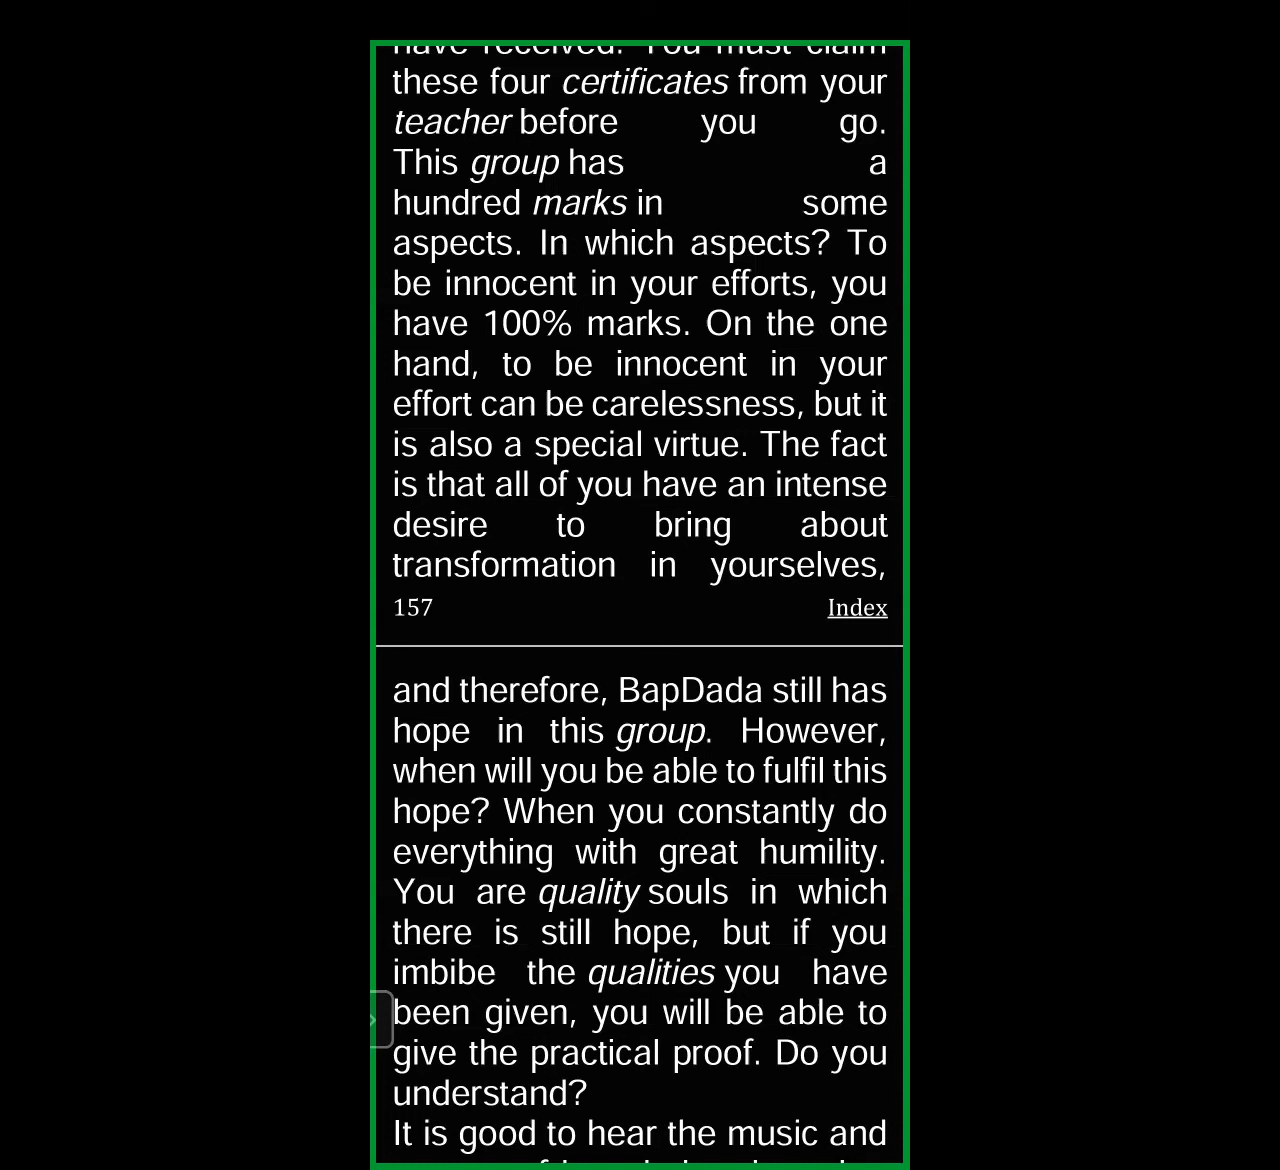 have received. You must claim
these four certificates from your
teacher before you go.
This group has a
hundred marks in some
aspects. In which aspects? To
be innocent in your efforts, you
have 100% marks. On the one
hand, to be innocent in your
effort can be carelessness, but it
is also a special virtue. The fact
is that all of you have an intense
desire to bring about
transformation in yourselves,
157 Index
and therefore, BapDada still has
hope in this group. However,
when will you be able to fulfil this
hope? When you constantly do
everything with great humility.
You are quality souls in which
there is still hope, but if you
imbibe the qualities you have
been given, you will be able to
give the practical proof. Do you
understand?
It is good to hear the music and